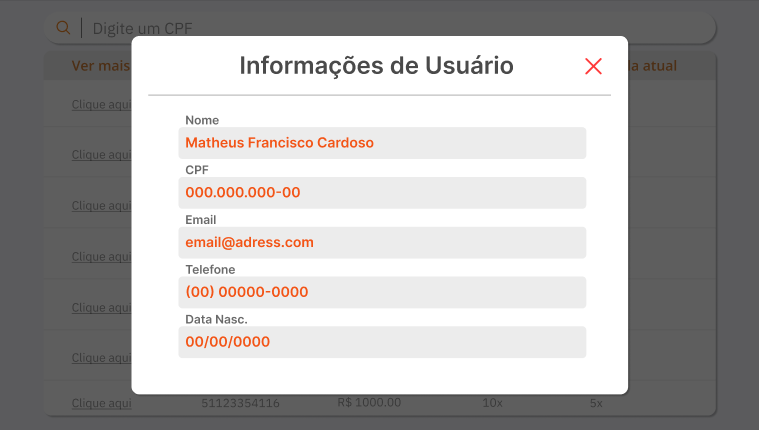 Digite um CPF
Informações de Usuário
Ver mais
da atual
Nome
Clique aqui
Matheus Francisco Cardoso
Clique aqui
CPF
000.000.000-00
Clique aqui
Email
email@adress.com
Clique aqui
Telefone
(00) 00000-0000
Clique aqui
Data Nasc.
00/00/0000
Clique aqui
Clique aqui 51123354116 R$ 1000.00 10x 5x